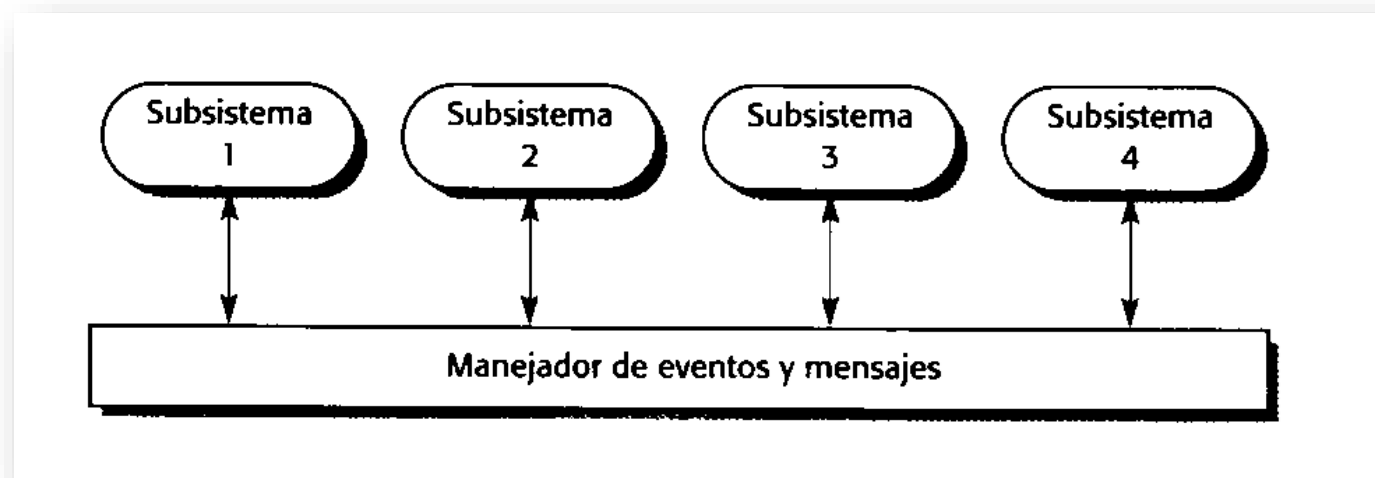 Subsistema
1
Subsistema
2
Subsistema
3
Subsistema
4
Manejador de eventos y mensajes